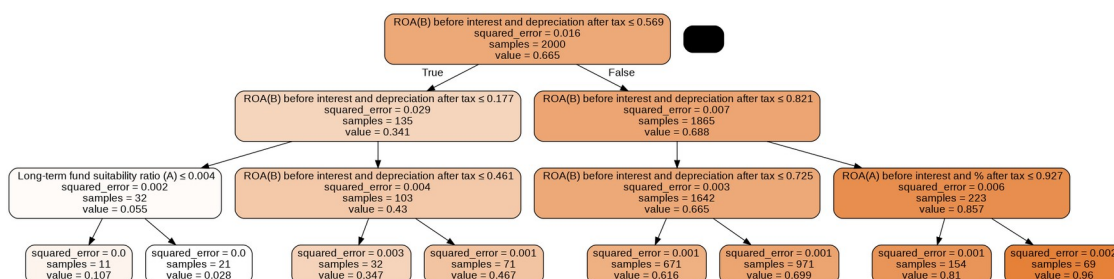 ROA(B) before interest and depreciation after tax ≤ 0.569
squared_error = 0.016
samples = 2000
value = 0.665
True
False
ROA(B) before interest and depreciation after tax ≤ 0.177
squared_error = 0.029
samples = 135
value = 0.341
ROA(B) before interest and depreciation after tax ≤ 0.821
squared_error = 0.007
samples = 1865
value = 0.688
Long-term fund suitability ratio (A) ≤ 0.004
squared_error = 0.002
samples = 32
value = 0.055
ROA(B) before interest and depreciation after tax ≤ 0.461
squared_error = 0.004
samples = 103
value = 0.43
ROA(B) before interest and depreciation after tax ≤ 0.725
squared_error = 0.003
samples = 1642
value = 0.665
ROA(A) before interest and % after tax ≤ 0.927
squared_error = 0.006
samples = 223
value = 0.857
squared_error = 0.0
samples = 11
value = 0.107
squared_error = 0.0
samples = 21
value = 0.028
squared_error = 0.003
samples = 32
value = 0.347
squared_error = 0.001
samples = 71
value = 0.467
squared_error = 0.001
samples = 671
value = 0.616
squared_error = 0.001
samples = 971
value = 0.699
squared_error = 0.001
samples = 154
value = 0.81
squared_error =
samples = 69
value = 0.96